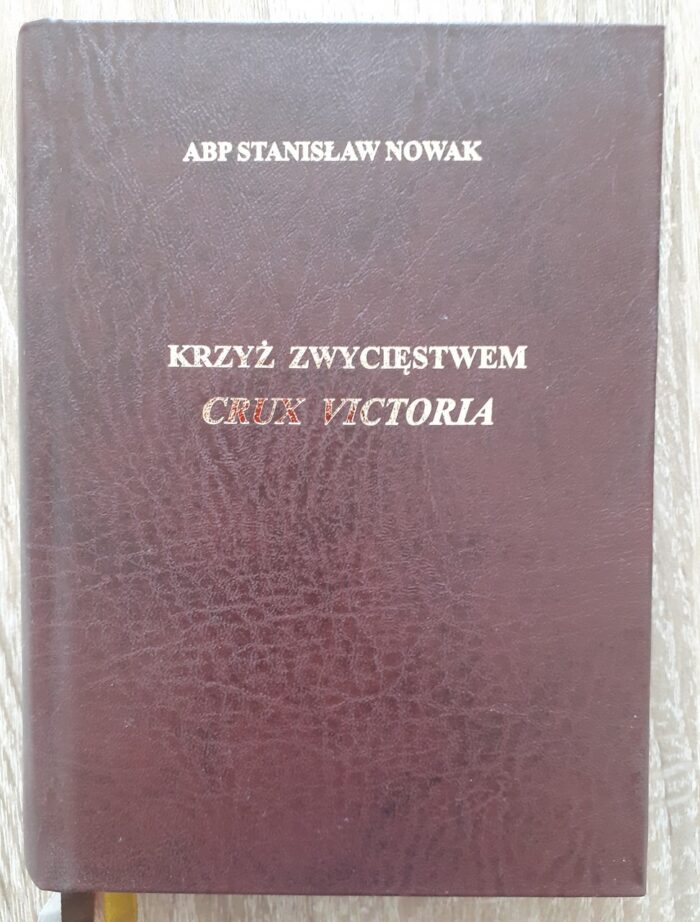 ABP STANISŁAW NOWAK
KRZYŻ ZWYCIĘSTWEM
CRUX VICTORIA